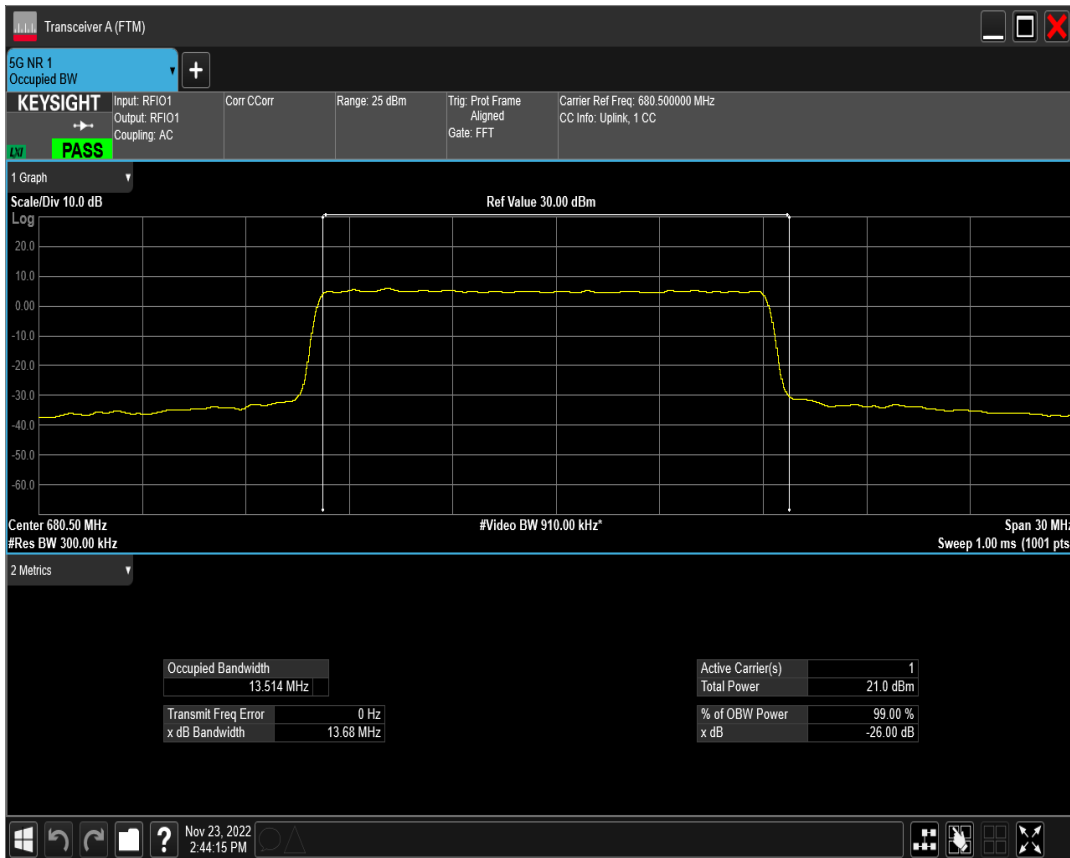 Transceiver A (FTM)
5G NR 1
Occupied BW
+
KEYSIGHT
LXI
PASS
Input: RFIO1
Output: RFIO1
Coupling: AC
Corr CCorr
Range: 25 dBm
Trig: Prot Frame
Aligned
Gate: FFT
Carrier Ref Freq: 680.500000 MHz
CC Info: Uplink, 1 CC
1 Graph
Scale/Div 10.0 dB
Ref Value 30.00 dBm
Log
20.0
10.0
0.00
-10.0
-20.0
-30.0
-40.0
-50.0
-60.0
Center 680.50 MHz
#Video BW 910.00 kHz*
Span 30 MHz
#Res BW 300.00 kHz
Sweep 1.00 ms (1001 pts
2 Metrics
Occupied Bandwidth
13.514 MHz
Transmit Freq Error 0 Hz
x dB Bandwidth 13.68 MHz
Active Carrier(s) 1
Total Power 21.0 dBm
% of OBW Power 99.00 %
x dB -26.00 dB
?
Nov 23, 2022
2:44:15 PM